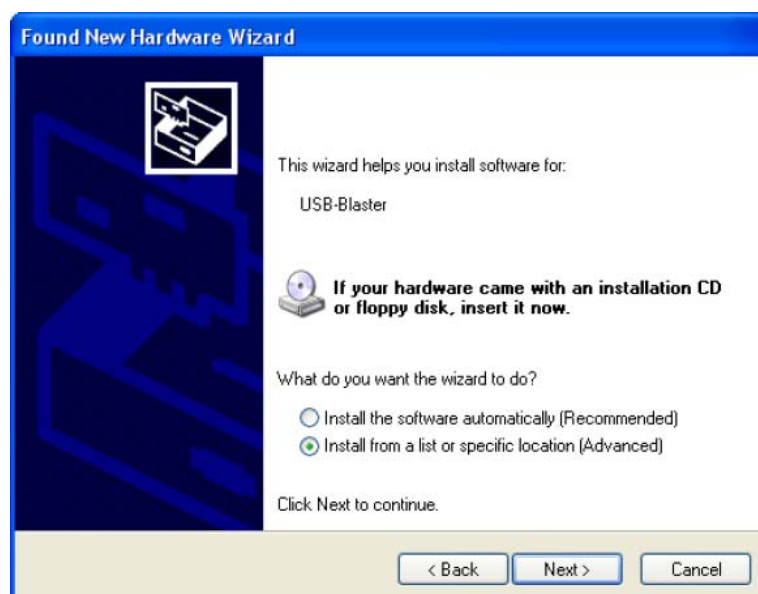 Found New Hardware Wizard
This wizard helps you install software for:
USB-Blaster
If your hardware came with an installation CD
or floppy disk, insert it now.
What do you want the wizard to do?
Install the software automatically (Recommended)
Install from a list or specific location (Advanced)
Click Next to continue.
< Back Next > Cancel